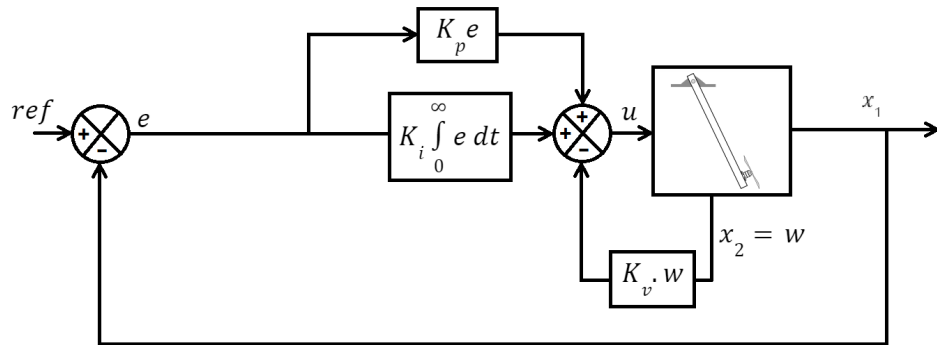 K_p e
ref
e
K_i ∫_0^∞ e dt
u
x_1
x_2 = w
K_v . w